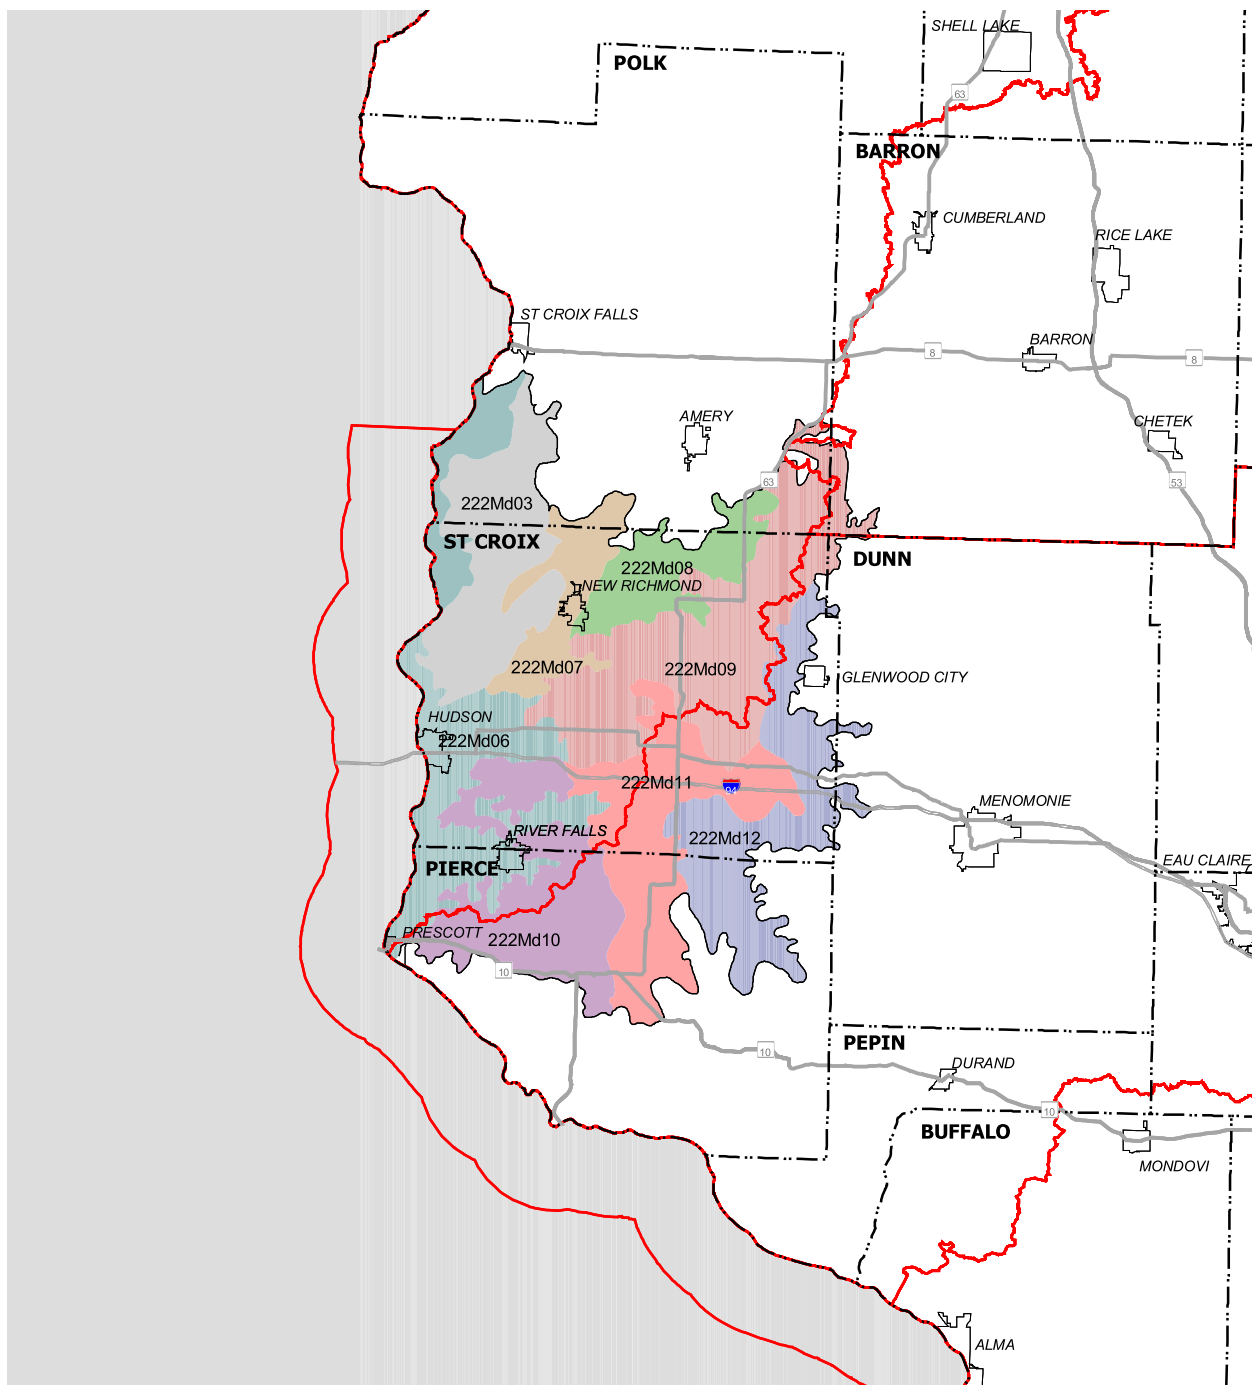 SHELL LAKE
POLK
63
BARRON
CUMBERLAND
RICE LAKE
ST CROIX FALLS
BARRON
8
8
AMERY
CHETEK
63
53
222Md03
ST CROIX
DUNN
222Md08
NEW RICHMOND
222Md07
222Md09
GLENWOOD CITY
HUDSON
222Md06
222Md11
94
MENOMONIE
RIVER FALLS
222Md12
PIERCE
EAU CLAIRE
PRESCOTT
222Md10
10
PEPIN
10
DURAND
10
BUFFALO
MONDOVI
ALMA